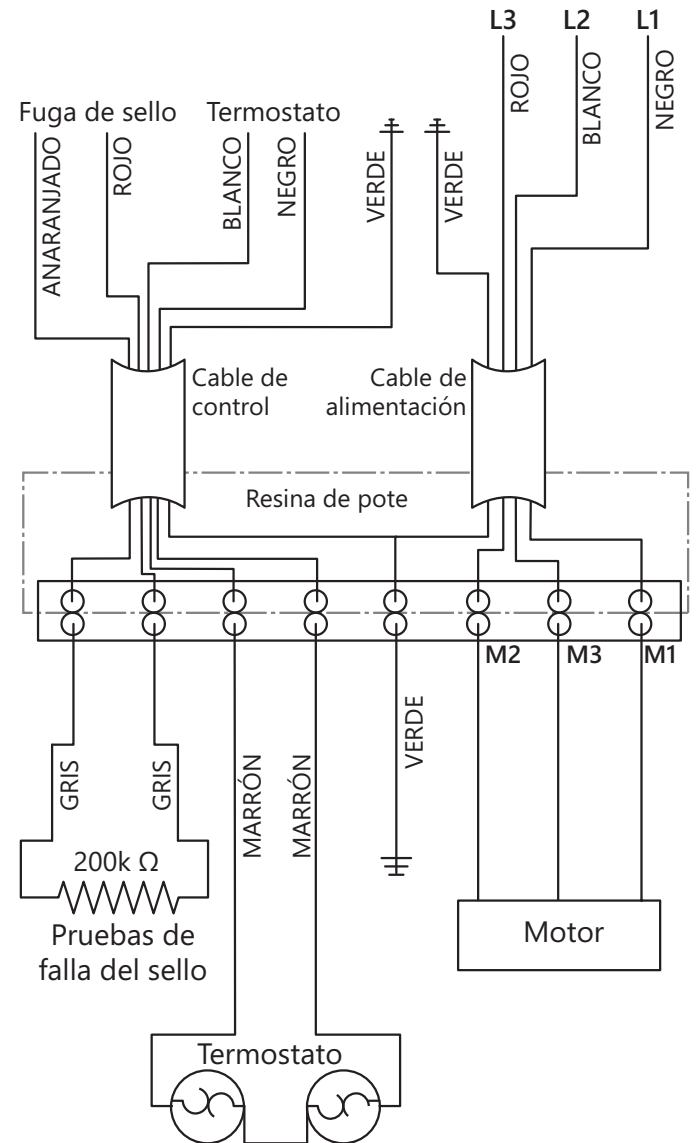 L3 L2 L1
ROJO
BLANCO
NEGRO
Fuga de sello Termostato
ANARANJADO
ROJO
BLANCO
NEGRO
VERDE
VERDE
Cable de
control
Cable de
alimentación
Resina de pote
M2 M3 M1
GRIS
GRIS
MARRÓN
MARRÓN
VERDE
200k Ω
Pruebas de
falla del sello
Motor
Termostato